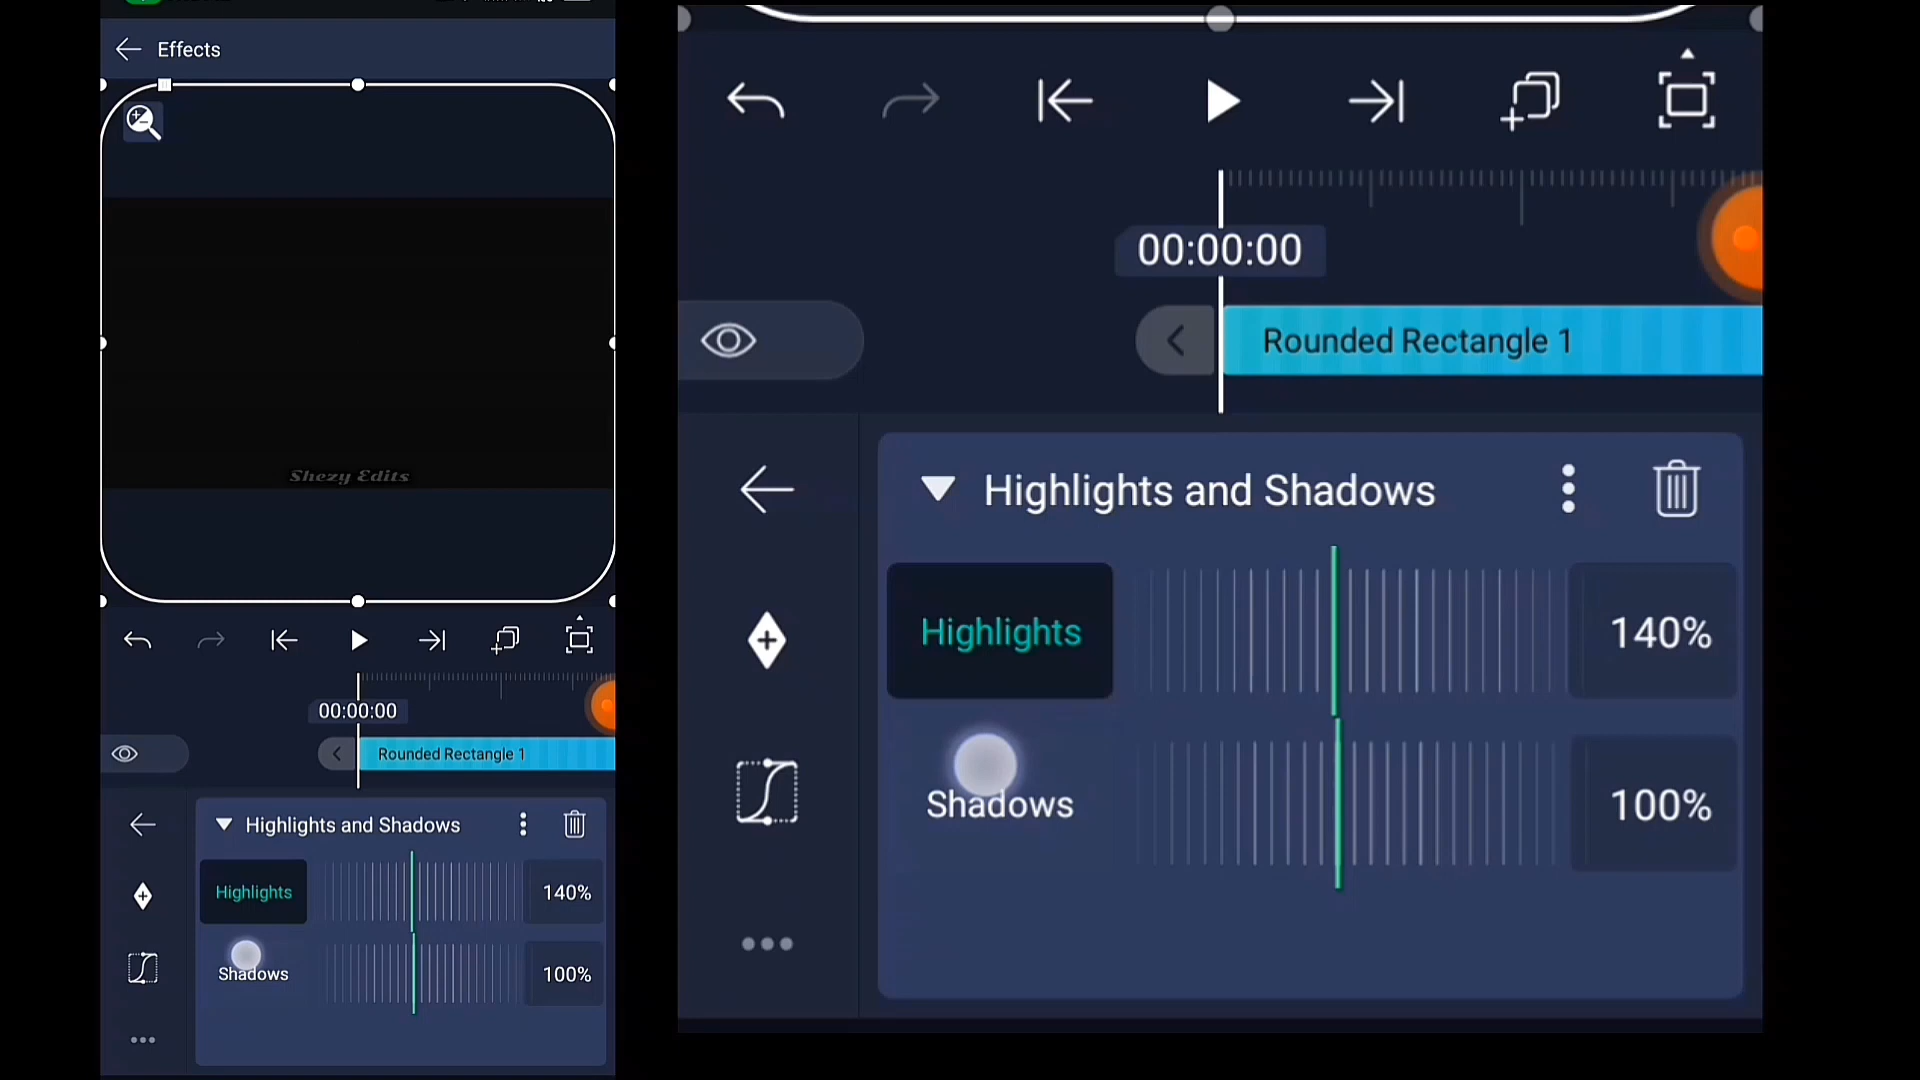 Effects
Shezy Edits
00:00:00
Rounded Rectangle 1
Highlights and Shadows
Highlights
140%
Shadows
100%
00:00:00
Rounded Rectangle 1
Highlights and Shadows
Highlights
140%
Shadows
100%